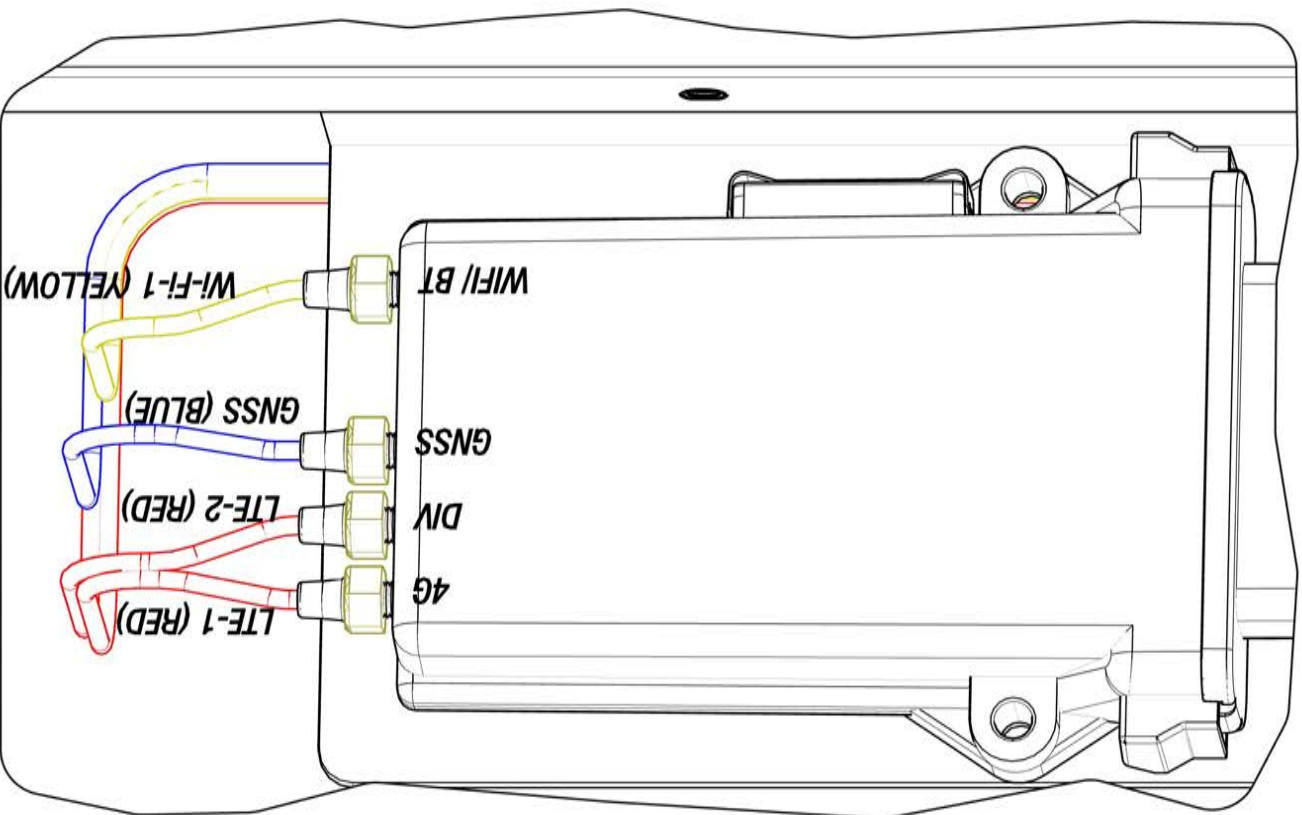 LTE-1 (RED)
4G
LTE-2 (RED)
DIV
GNSS (BLUE)
GNSS
Wi-Fi-1 (YELLOW)
WIFI/ BT